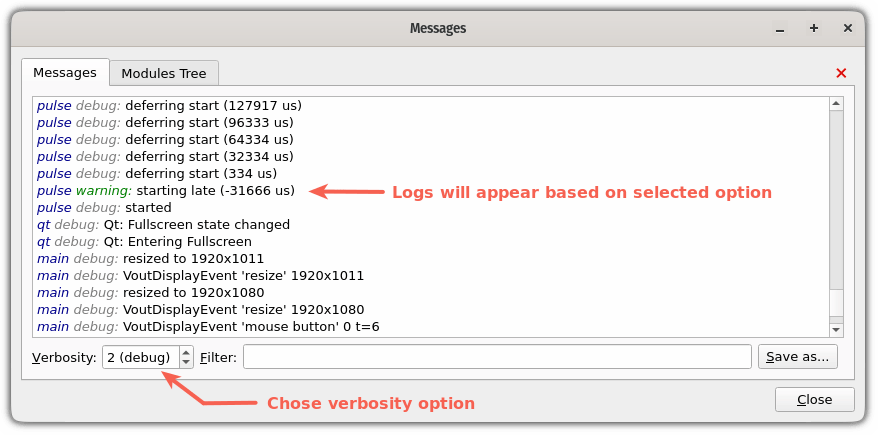 Messages
Messages Modules Tree
pulse debug: deferring start (127917 us)
pulse debug: deferring start (96333 us)
pulse debug: deferring start (64334 us)
pulse debug: deferring start (32334 us)
pulse debug: deferring start (334 us)
pulse warning: starting late (-31666 us)
Logs will appear based on selected option
pulse debug: started
qt debug: Qt: Fullscreen state changed
qt debug: Qt: Entering Fullscreen
main debug: resized to 1920x1011
main debug: VoutDisplayEvent 'resize' 1920x1011
main debug: resized to 1920x1080
main debug: VoutDisplayEvent 'resize' 1920x1080
main debug: VoutDisplayEvent 'mouse button' 0 t=6
Verbosity: 2 (debug) Filter: Save as...
Chose verbosity option
Close